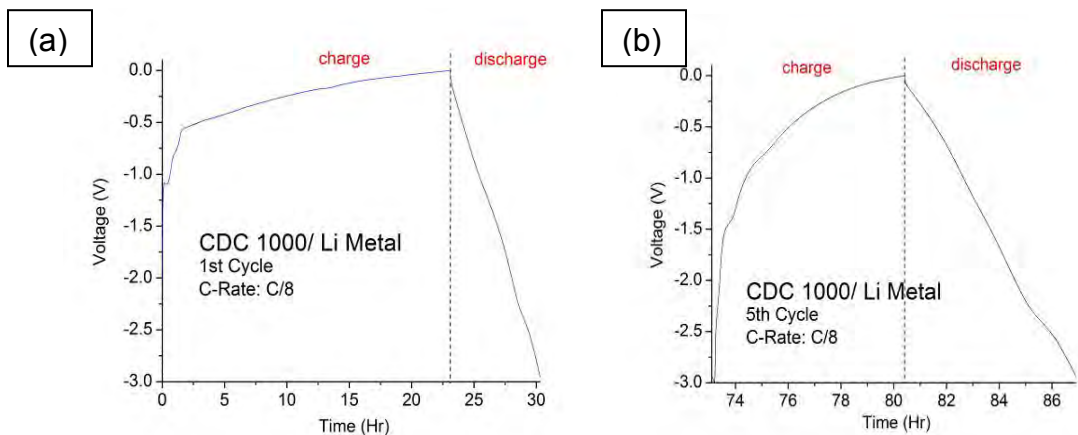 (a)
charge
discharge
0.0
-0.5
-1.0
-1.5
-2.0
-2.5
-3.0
Voltage (V)
CDC 1000/ Li Metal
1st Cycle
C-Rate: C/8
0
5
10
15
20
25
30
Time (Hr)
(b)
charge
discharge
0.0
-0.5
-1.0
-1.5
-2.0
-2.5
-3.0
Voltage (V)
CDC 1000/ Li Metal
5th Cycle
C-Rate: C/8
74
76
78
80
82
84
86
Time (Hr)